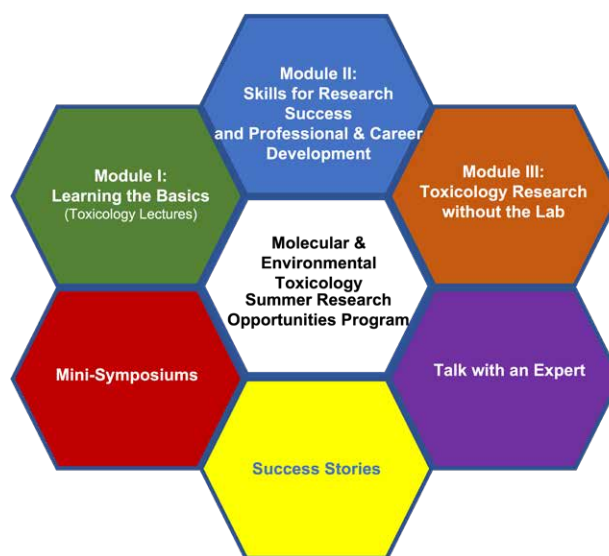 Module II:
Skills for Research
Success
and Professional & Career
Development
Module I:
Learning the Basics
(Toxicology Lectures)
Module III:
Toxicology Research
without the Lab
Molecular &
Environmental
Toxicology
Summer Research
Opportunities Program
Mini-Symposiums
Talk with an Expert
Success Stories